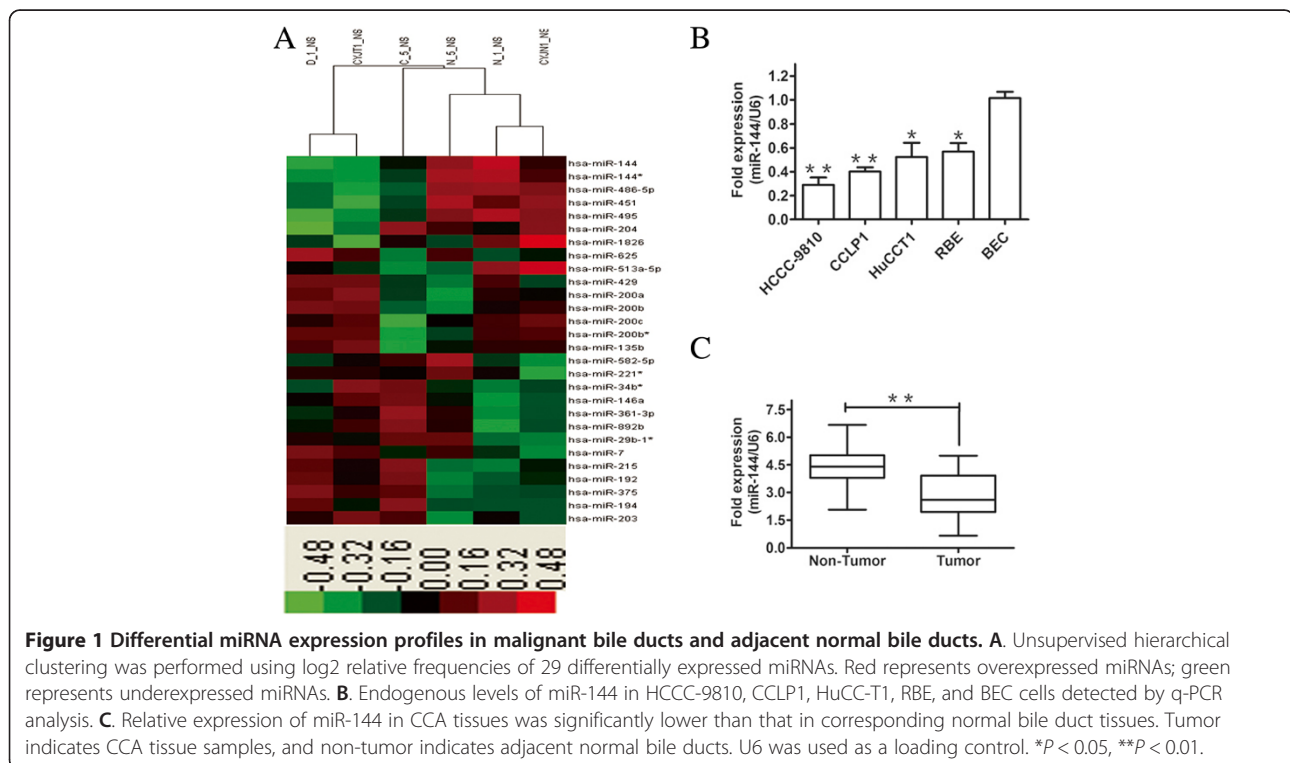 A
D_1_NS
CYJT1_NS
C_5_NS
N_5_NS
N_1_NS
CYJN1_NE
hsa-miR-144
hsa-miR-144*
hsa-miR-486-5p
hsa-miR-451
hsa-miR-495
hsa-miR-204
hsa-miR-1826
hsa-miR-625
hsa-miR-513a-5p
hsa-miR-429
hsa-miR-200a
hsa-miR-200b
hsa-miR-200c
hsa-miR-200b*
hsa-miR-135b
hsa-miR-582-5p
hsa-miR-221*
hsa-miR-34b*
hsa-miR-146a
hsa-miR-361-3p
hsa-miR-892b
hsa-miR-29b-1*
hsa-miR-7
hsa-miR-215
hsa-miR-192
hsa-miR-375
hsa-miR-194
hsa-miR-203
-0.48
-0.32
-0.16
0.00
0.16
0.32
0.48
B
Fold expression
(miR-144/U6)
1.2
1.0
0.8
0.6
0.4
0.2
0.0
**
**
*
*
HCCC-9810
CCLP1
HuCCT1
RBE
BEC
C
Fold expression
(miR-144/U6)
7.5
6.0
4.5
3.0
1.5
0.0
**
Non-Tumor
Tumor
Figure 1 Differential miRNA expression profiles in malignant bile ducts and adjacent normal bile ducts. A. Unsupervised hierarchical
clustering was performed using log2 relative frequencies of 29 differentially expressed miRNAs. Red represents overexpressed miRNAs; green
represents underexpressed miRNAs. B. Endogenous levels of miR-144 in HCCC-9810, CCLP1, HuCC-T1, RBE, and BEC cells detected by q-PCR
analysis. C. Relative expression of miR-144 in CCA tissues was significantly lower than that in corresponding normal bile duct tissues. Tumor
indicates CCA tissue samples, and non-tumor indicates adjacent normal bile ducts. U6 was used as a loading control. *P < 0.05, **P < 0.01.